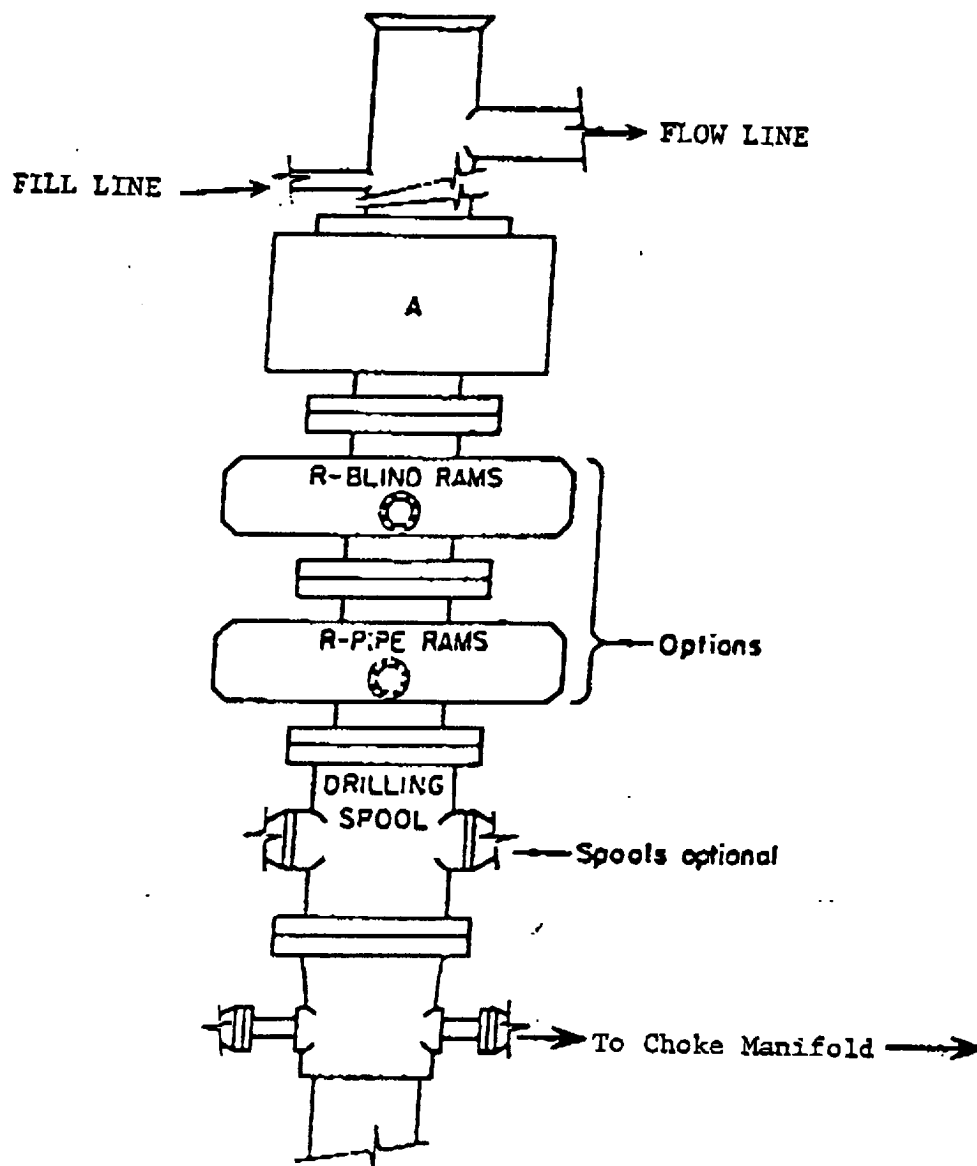 FLOW LINE
FILL LINE
A
R-BLIND RAMS
R-PIPE RAMS
Options
DRILLING
SPOOL
Spools optional
To Choke Manifold